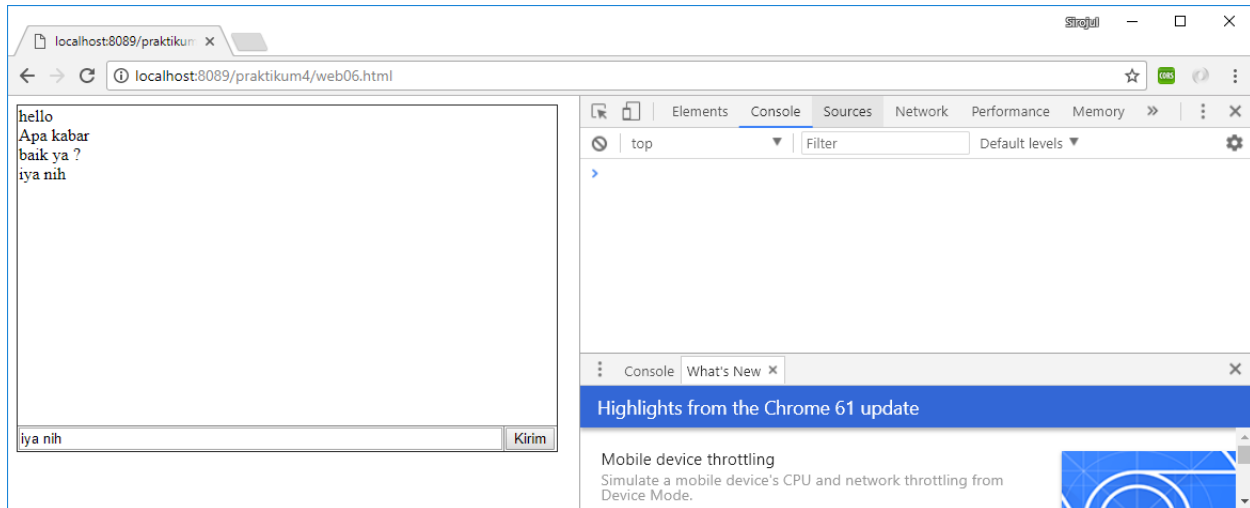 Sirojul
localhost:8089/praktikum
localhost:8089/praktikum4/web06.html
CORS
hello
Apa kabar
baik ya ?
iya nih
iya nih
Kirim
Elements Console Sources Network Performance Memory
top Filter Default levels
Console What's New
Highlights from the Chrome 61 update
Mobile device throttling
Simulate a mobile device's CPU and network throttling from
Device Mode.